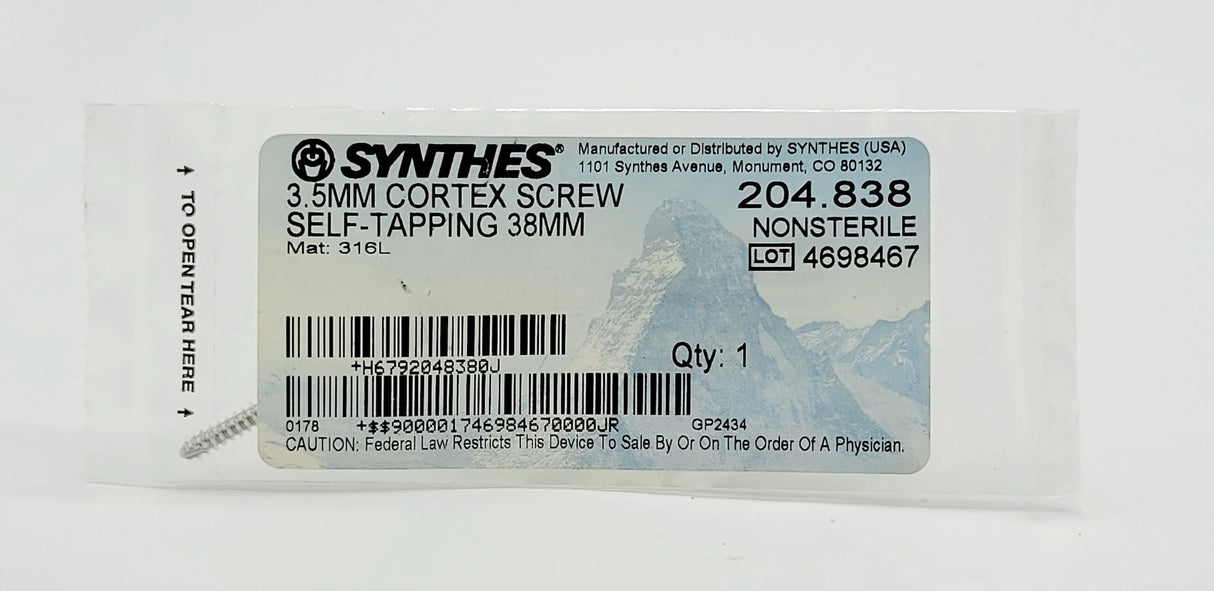 SYNTHES®
Manufactured or Distributed by SYNTHES (USA)
1101 Synthes Avenue, Monument, CO 80132
3.5MM CORTEX SCREW
SELF-TAPPING 38MM
Mat: 316L
204.838
NONSTERILE
LOT 4698467
TO OPEN TEAR HERE
+H6792048380J
Qty: 1
0178 +$$900001746984670000JR GP2434
CAUTION: Federal Law Restricts This Device To Sale By Or On The Order Of A Physician.